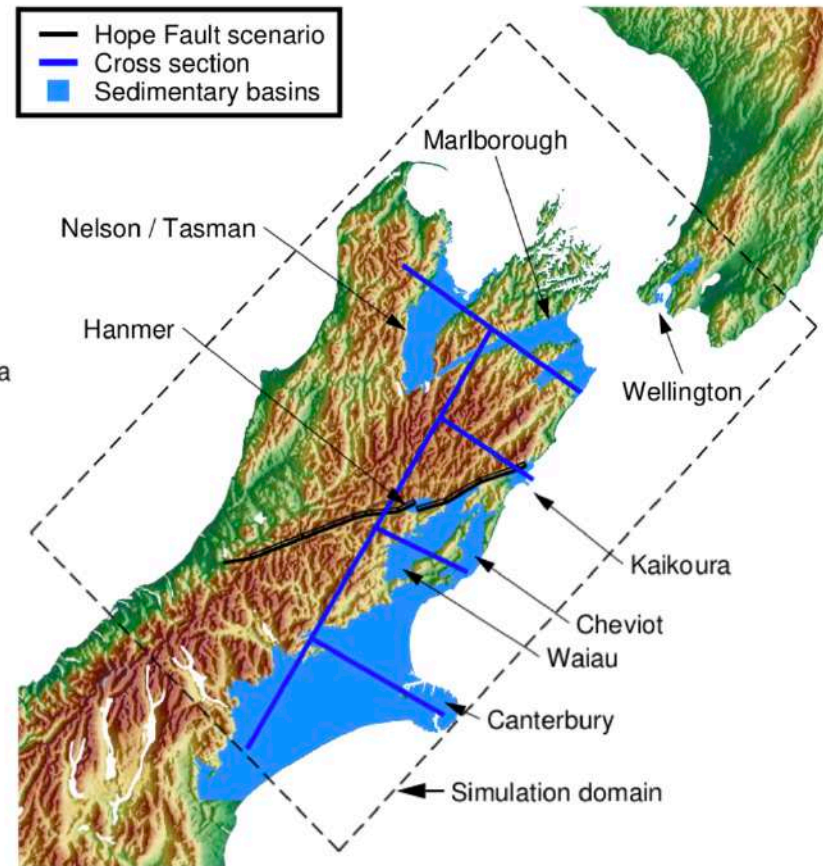 Hope Fault scenario
Cross section
Sedimentary basins
Marlborough
Nelson / Tasman
Hanmer
a
Wellington
Kaikoura
Cheviot
Waiau
Canterbury
Simulation domain